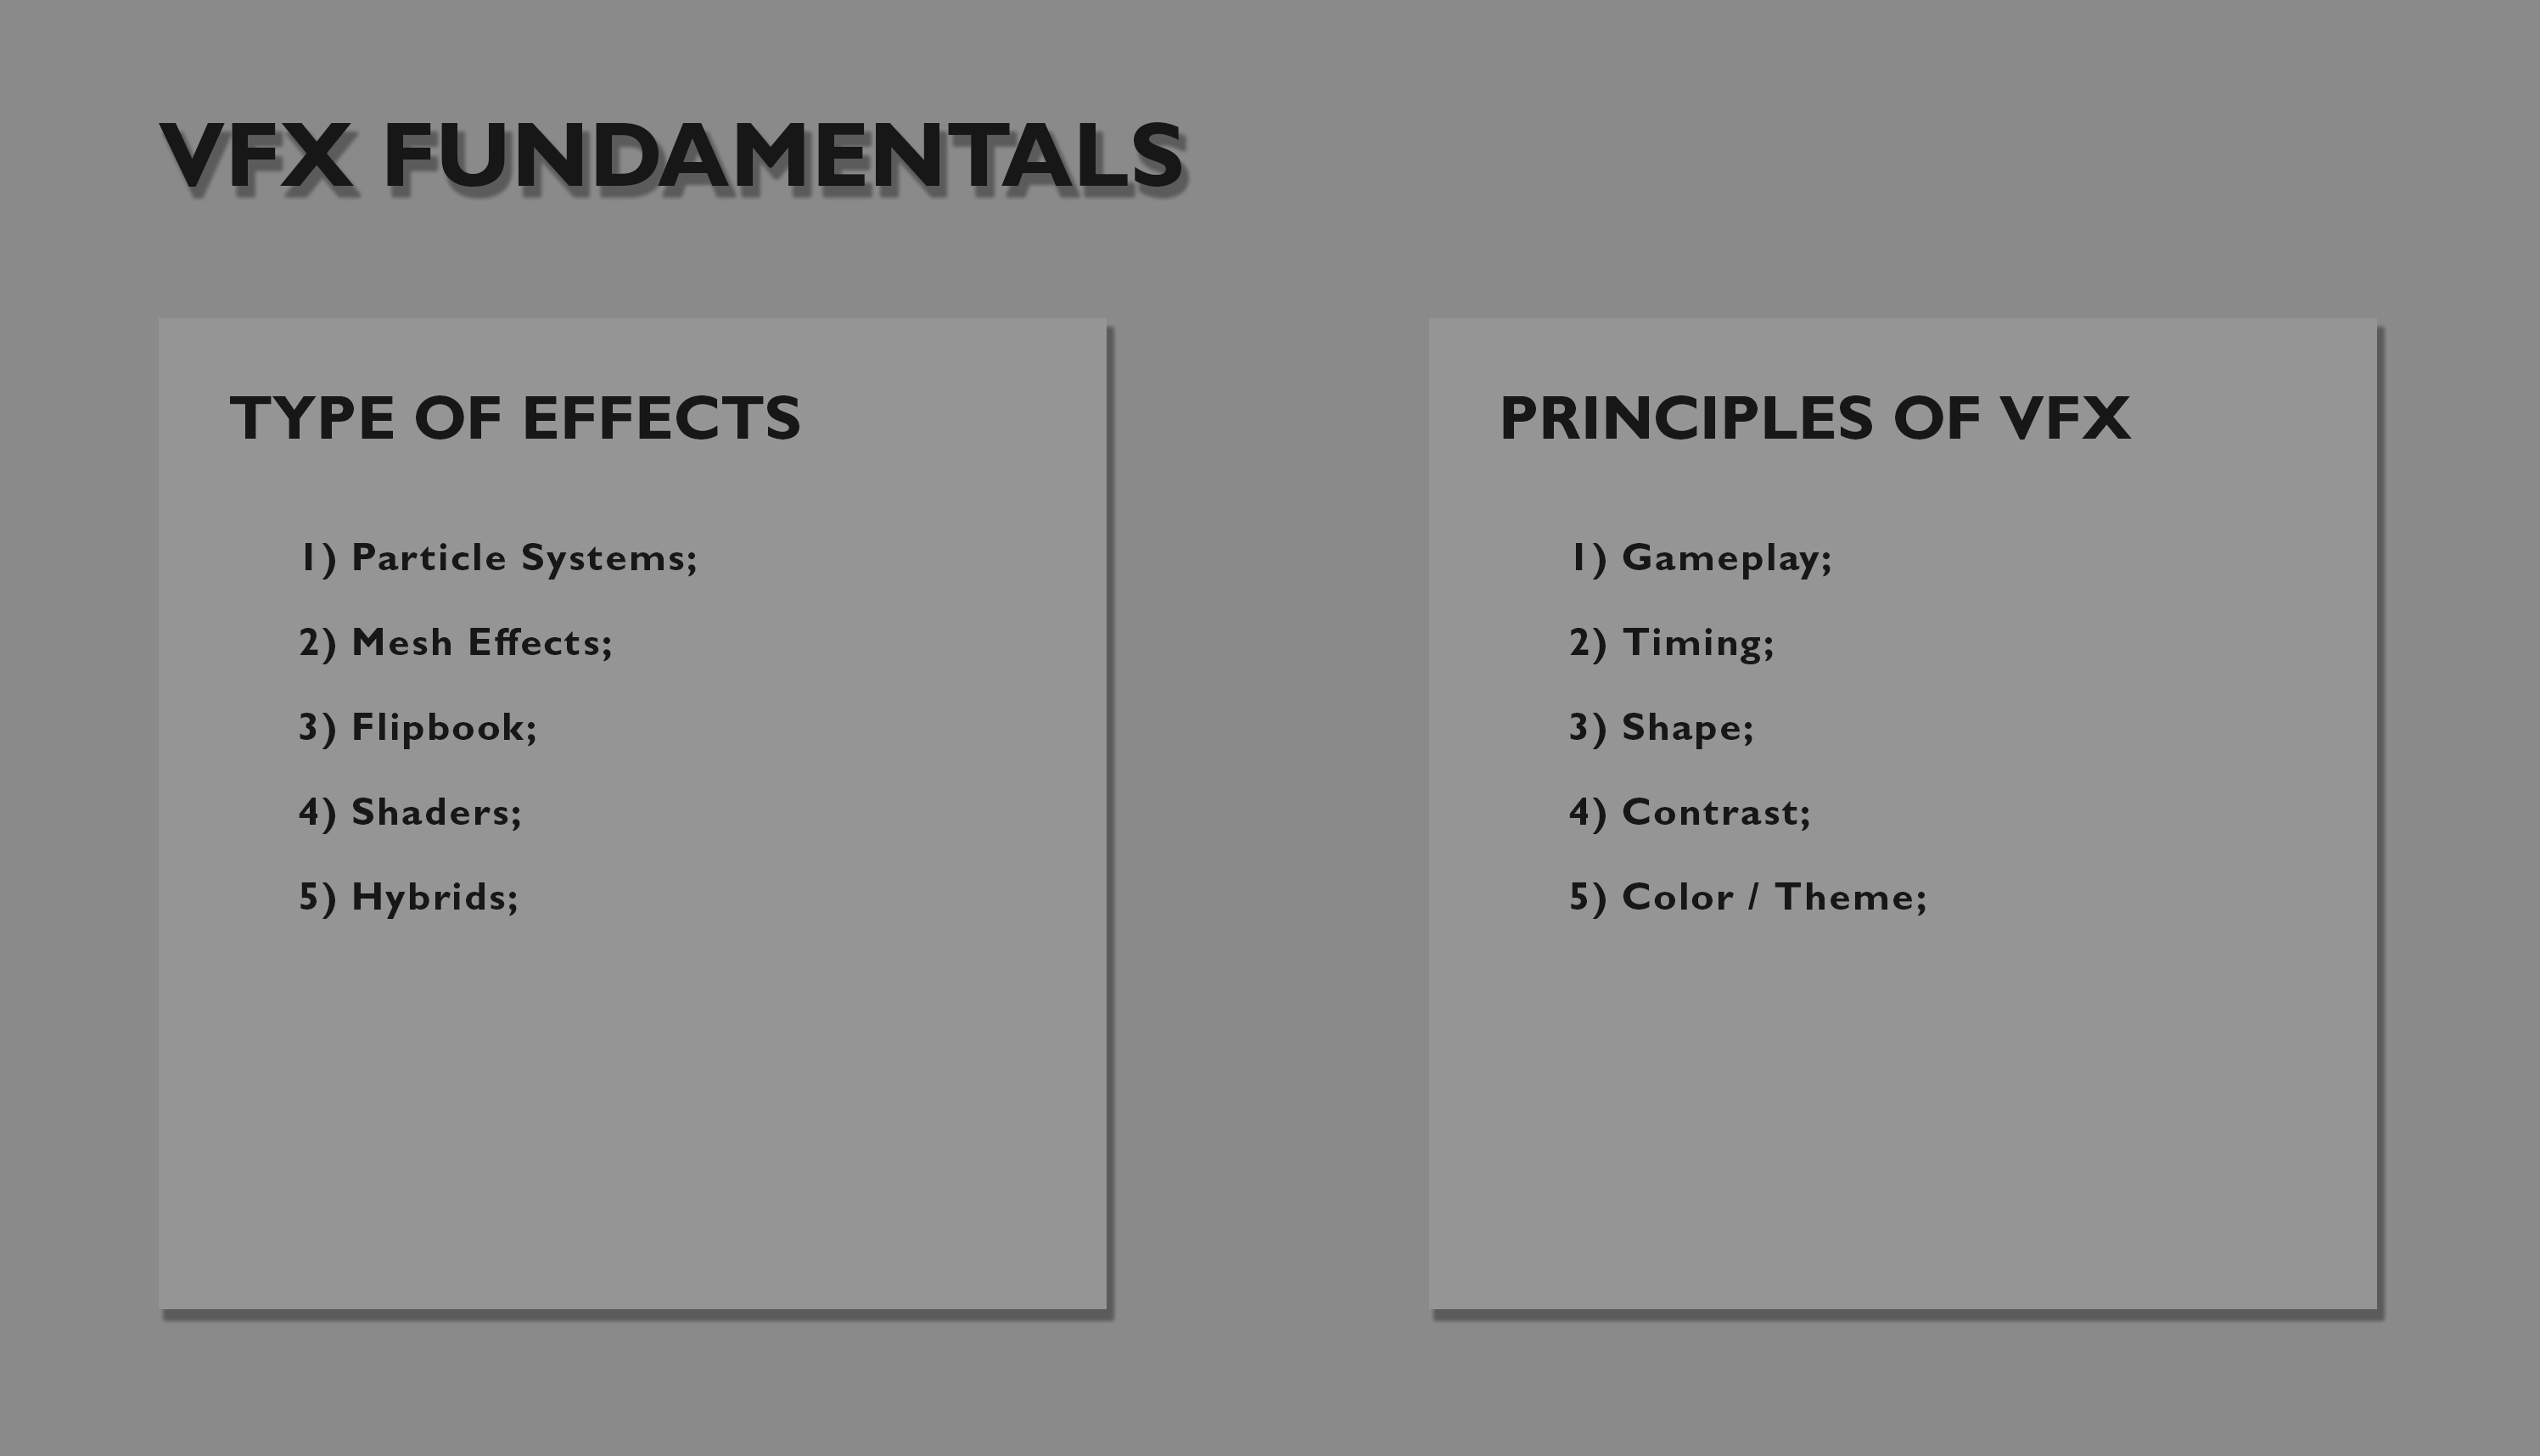 VFX FUNDAMENTALS
TYPE OF EFFECTS
1) Particle Systems;
2) Mesh Effects;
3) Flipbook;
4) Shaders;
5) Hybrids;
PRINCIPLES OF VFX
1) Gameplay;
2) Timing;
3) Shape;
4) Contrast;
5) Color / Theme;